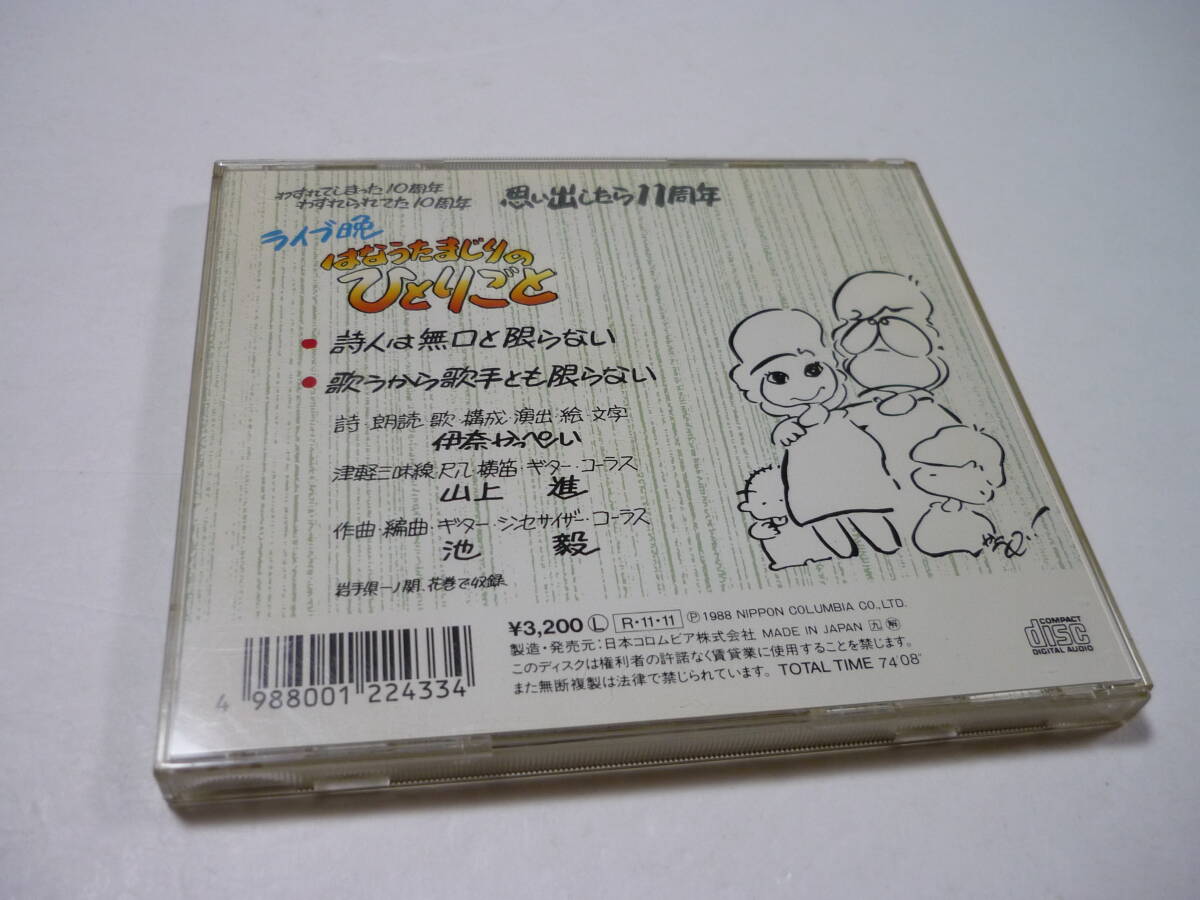 わすれてしまった10周年
わすれられてた10周年
思い出したら11周年
ライブ晩
はなうたまじりの
ひとりごと
● 詩人は無口と限らない
● 歌うから歌手とも限らない
詩・朗読・歌・構成・演出・絵・文字
伊奈かっぺい
津軽三味線・尺八・横笛・ギター・コーラス
山上 進
作曲・編曲・ギター・シンセサイザー・コーラス
池 毅
岩手県一ノ関、花巻で収録
¥3,200 Ⓛ R・11・11 Ⓟ 1988 NIPPON COLUMBIA CO.,LTD.
製造・発売元:日本コロムビア株式会社 MADE IN JAPAN
このディスクは権利者の許諾なく賃貸業に使用することを禁じます。
また無断複製は法律で禁じられています。 TOTAL TIME 74'08"
COMPACT
disc
DIGITAL AUDIO
4 988001 224334